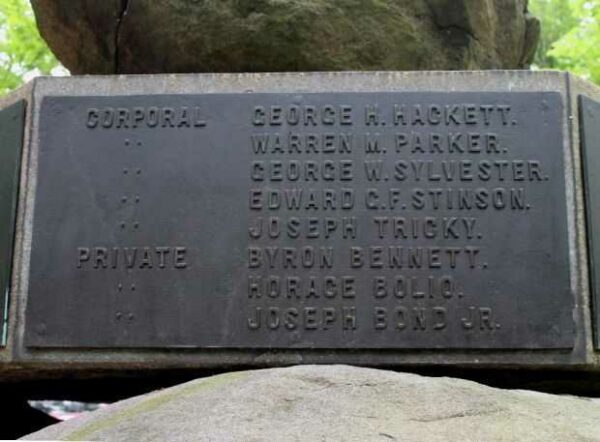 CORPORAL GEORGE H. HACKETT.
" WARREN M. PARKER.
" GEORGE W. SYLVESTER.
" EDWARD G.F. STINSON.
" JOSEPH TRICKY.
PRIVATE BYRON BENNETT.
" HORACE BOLIO.
" JOSEPH BOND JR.